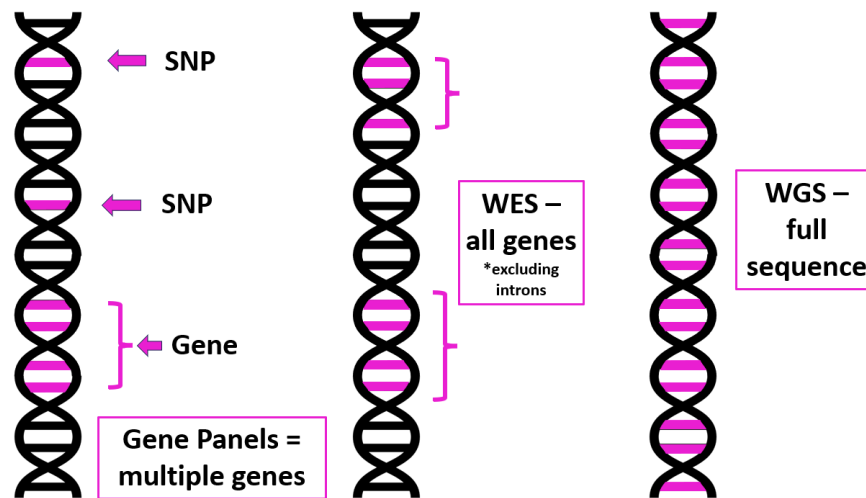 SNP
SNP
Gene
Gene Panels =
multiple genes
WES –
all genes
*excluding
introns
WGS –
full
sequence